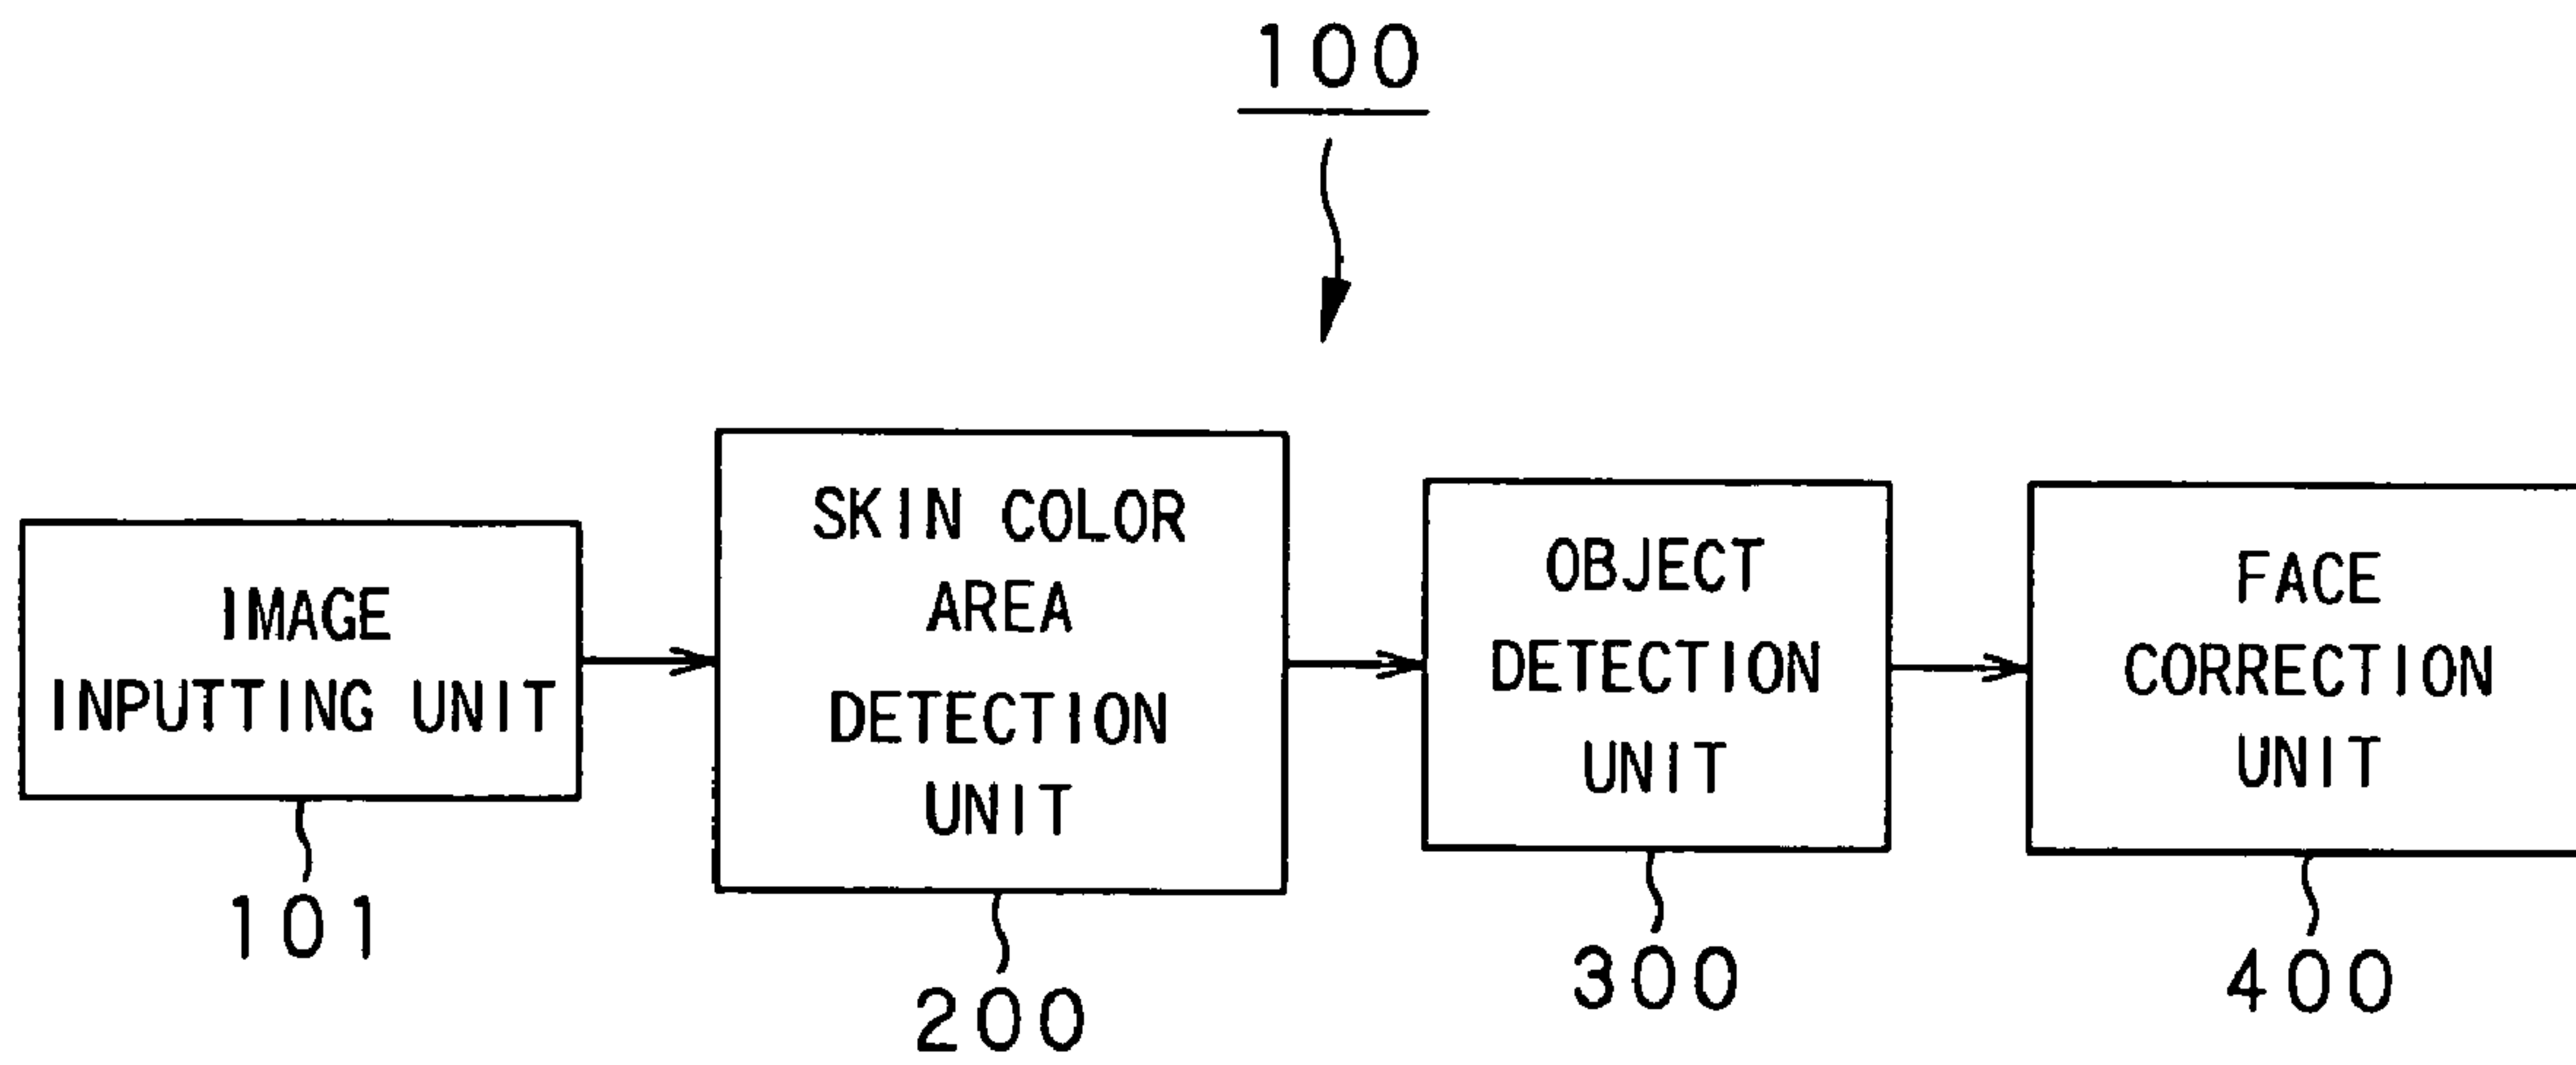 100
IMAGE
INPUTTING UNIT
101
SKIN COLOR
AREA
DETECTION
UNIT
200
OBJECT
DETECTION
UNIT
300
FACE
CORRECTION
UNIT
400